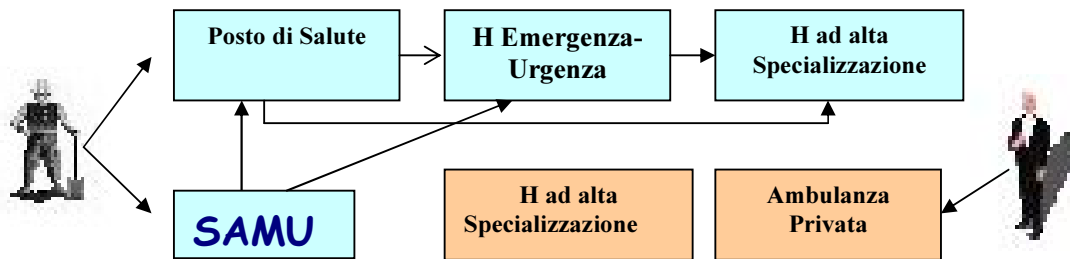 Posto di Salute
H Emergenza-
Urgenza
H ad alta
Specializzazione
SAMU
H ad alta
Specializzazione
Ambulanza
Privata